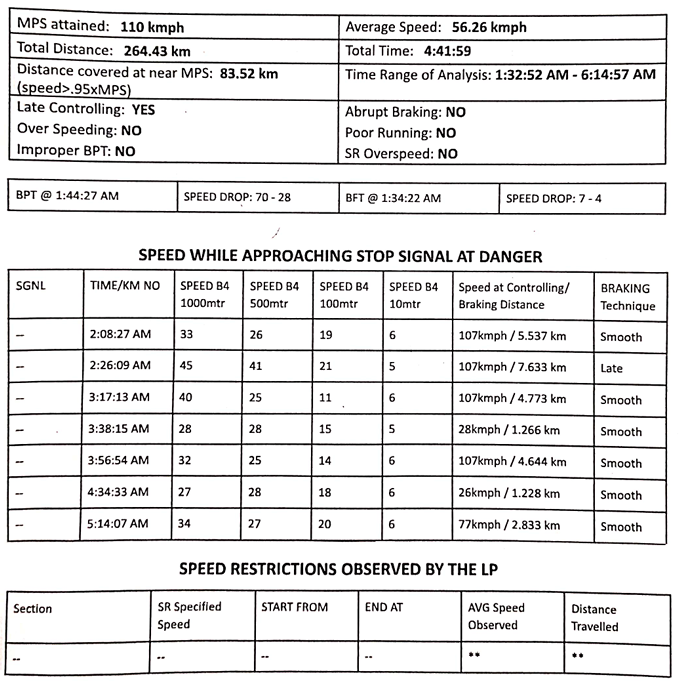 MPS attained: 110 kmph
Average Speed: 56.26 kmph
Total Distance: 264.43 km
Total Time: 4:41:59
Distance covered at near MPS: 83.52 km
(speed>.95xMPS)
Time Range of Analysis: 1:32:52 AM - 6:14:57 AM
Late Controlling: YES
Over Speeding: NO
Improper BPT: NO
Abrupt Braking: NO
Poor Running: NO
SR Overspeed: NO
BPT @ 1:44:27 AM SPEED DROP: 70 - 28 BFT @ 1:34:22 AM SPEED DROP: 7 - 4
SPEED WHILE APPROACHING STOP SIGNAL AT DANGER
SGNL TIME/KM NO SPEED B4 1000mtr SPEED B4 500mtr SPEED B4 100mtr SPEED B4 10mtr Speed at Controlling/ Braking Distance BRAKING Technique
-- 2:08:27 AM 33 26 19 6 107kmph / 5.537 km Smooth
-- 2:26:09 AM 45 41 21 5 107kmph / 7.633 km Late
-- 3:17:13 AM 40 25 11 6 107kmph / 4.773 km Smooth
-- 3:38:15 AM 28 28 15 5 28kmph / 1.266 km Smooth
-- 3:56:54 AM 32 25 14 6 107kmph / 4.644 km Smooth
-- 4:34:33 AM 27 28 18 6 26kmph / 1.228 km Smooth
-- 5:14:07 AM 34 27 20 6 77kmph / 2.833 km Smooth
SPEED RESTRICTIONS OBSERVED BY THE LP
Section SR Specified Speed START FROM END AT AVG Speed Observed Distance Travelled
-- -- -- -- ** **